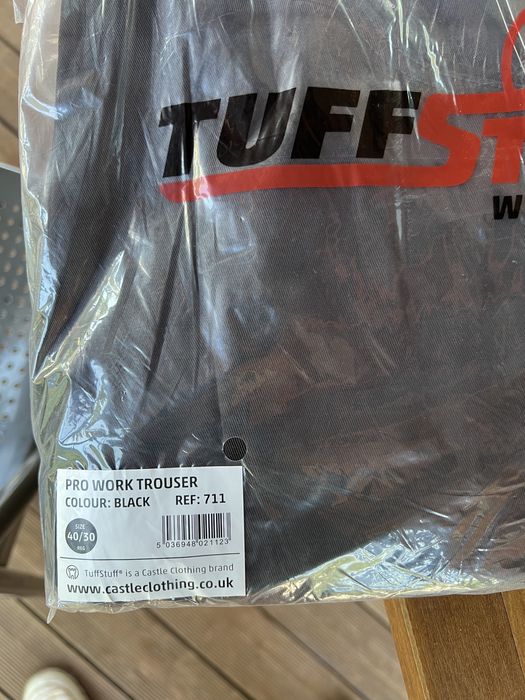 TUFFST
W
PRO WORK TROUSER
COLOUR: BLACK REF: 711
SIZE
40/30
REG
5 036948 021123
TuffStuff® is a Castle Clothing brand
www.castleclothing.co.uk